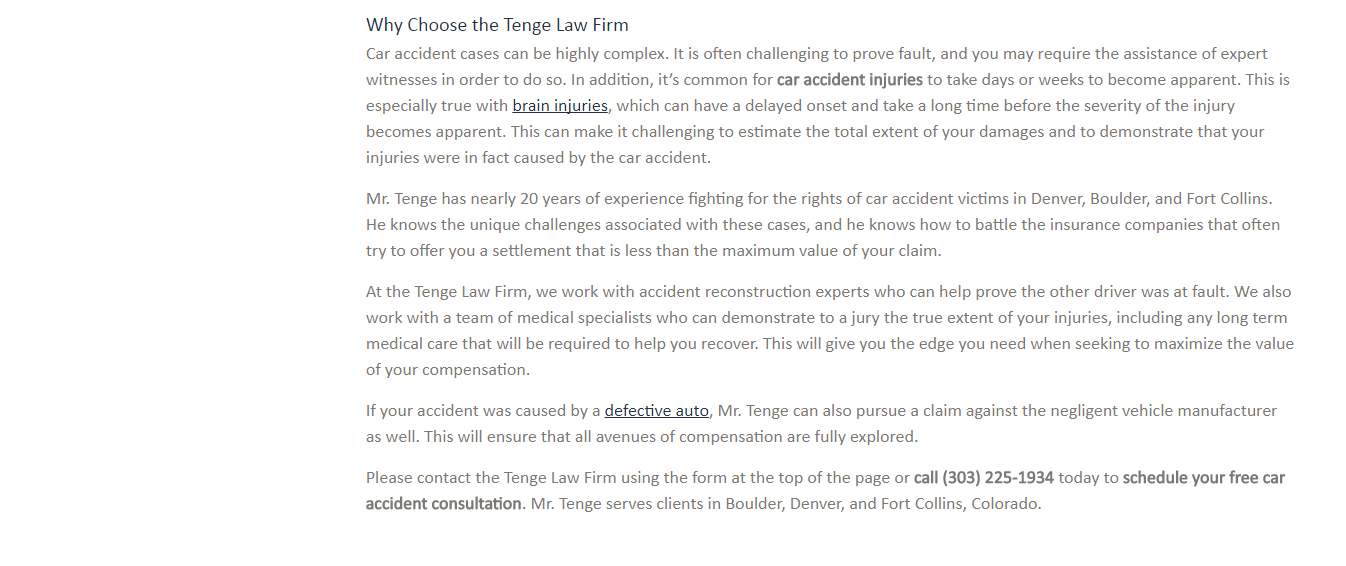 Why Choose the Tenge Law Firm
Car accident cases can be highly complex. It is often challenging to prove fault, and you may require the assistance of expert
witnesses in order to do so. In addition, it’s common for car accident injuries to take days or weeks to become apparent. This is
especially true with brain injuries, which can have a delayed onset and take a long time before the severity of the injury
becomes apparent. This can make it challenging to estimate the total extent of your damages and to demonstrate that your
injuries were in fact caused by the car accident.
Mr. Tenge has nearly 20 years of experience fighting for the rights of car accident victims in Denver, Boulder, and Fort Collins.
He knows the unique challenges associated with these cases, and he knows how to battle the insurance companies that often
try to offer you a settlement that is less than the maximum value of your claim.
At the Tenge Law Firm, we work with accident reconstruction experts who can help prove the other driver was at fault. We also
work with a team of medical specialists who can demonstrate to a jury the true extent of your injuries, including any long term
medical care that will be required to help you recover. This will give you the edge you need when seeking to maximize the value
of your compensation.
If your accident was caused by a defective auto, Mr. Tenge can also pursue a claim against the negligent vehicle manufacturer
as well. This will ensure that all avenues of compensation are fully explored.
Please contact the Tenge Law Firm using the form at the top of the page or call (303) 225-1934 today to schedule your free car
accident consultation. Mr. Tenge serves clients in Boulder, Denver, and Fort Collins, Colorado.